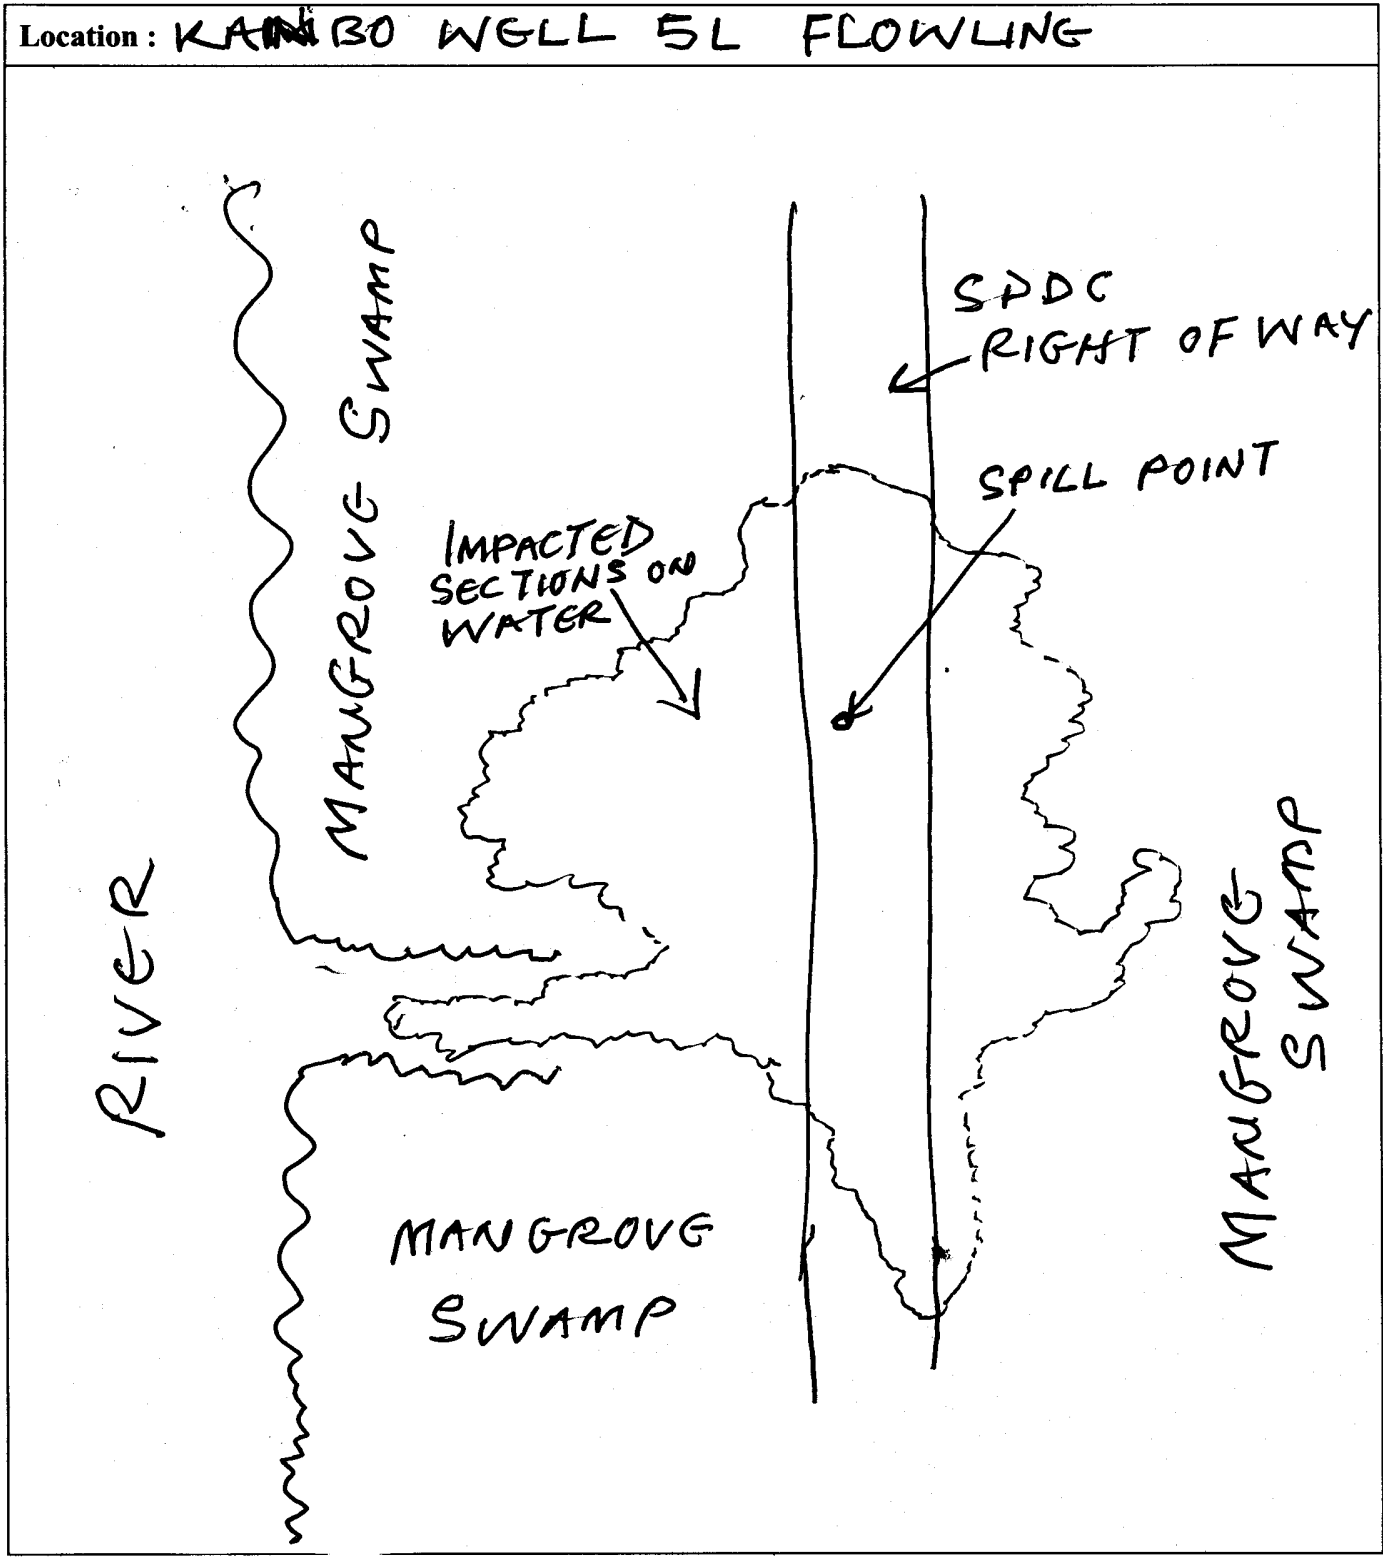 Location : KANBO WELL 5L FLOWLINE
MANGROVE SWAMP
SPDC
RIGHT OF WAY
SPILL POINT
IMPACTED
SECTIONS ON
WATER
RIVER
MANGROVE
SWAMP
MANGROVE
SWAMP